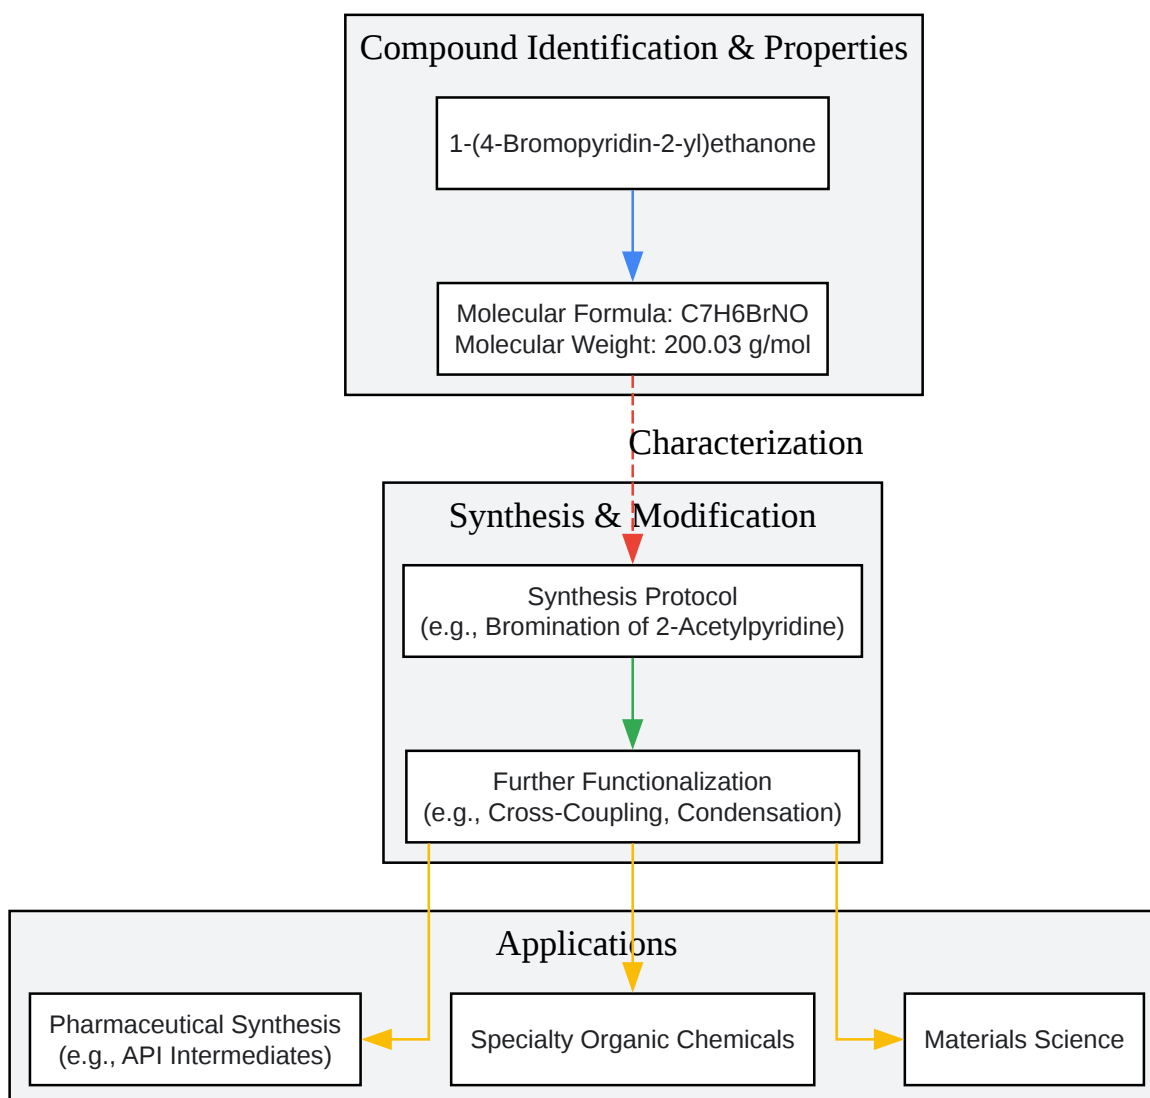 Compound Identification & Properties
1-(4-Bromopyridin-2-yl)ethanone
Molecular Formula: C7H6BrNO
Molecular Weight: 200.03 g/mol
Characterization
Synthesis & Modification
Synthesis Protocol
(e.g., Bromination of 2-Acetylpyridine)
Further Functionalization
(e.g., Cross-Coupling, Condensation)
Applications
Pharmaceutical Synthesis
(e.g., API Intermediates)
Specialty Organic Chemicals
Materials Science